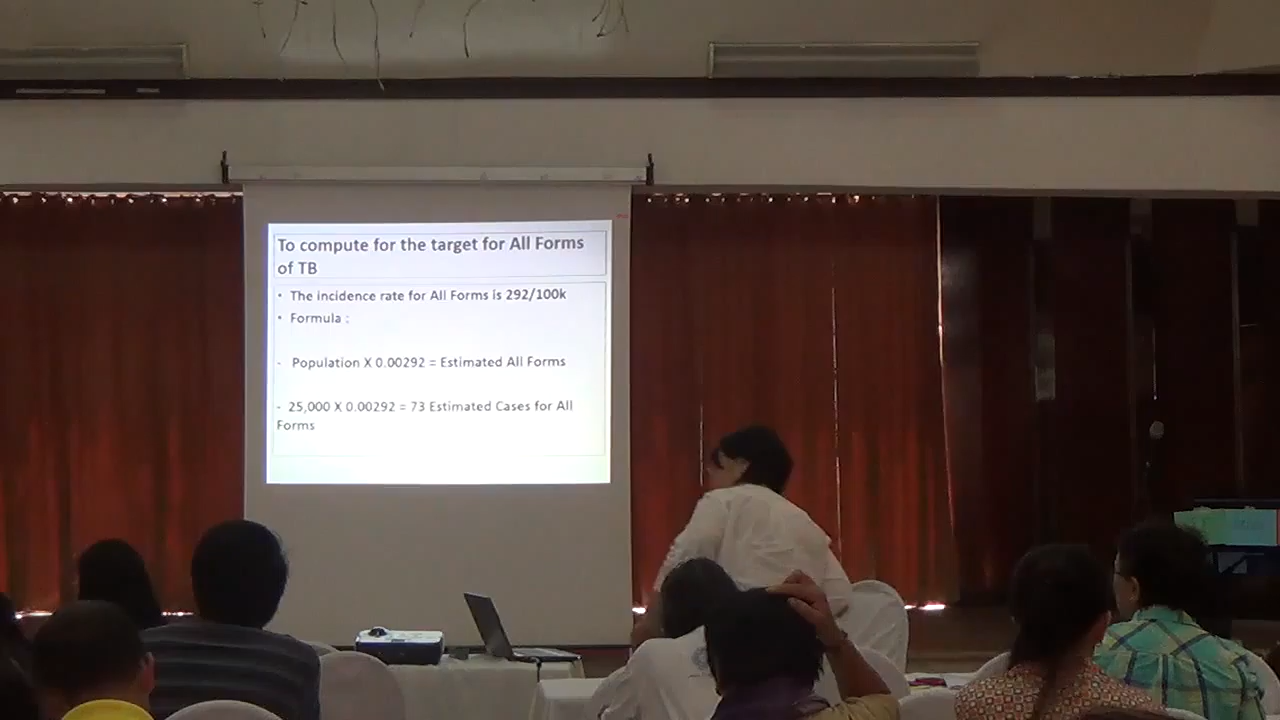 To compute for the target for All Forms
of TB
• The incidence rate for All Forms is 292/100k
• Formula :
- Population X 0.00292 = Estimated All Forms
- 25,000 X 0.00292 = 73 Estimated Cases for All
Forms